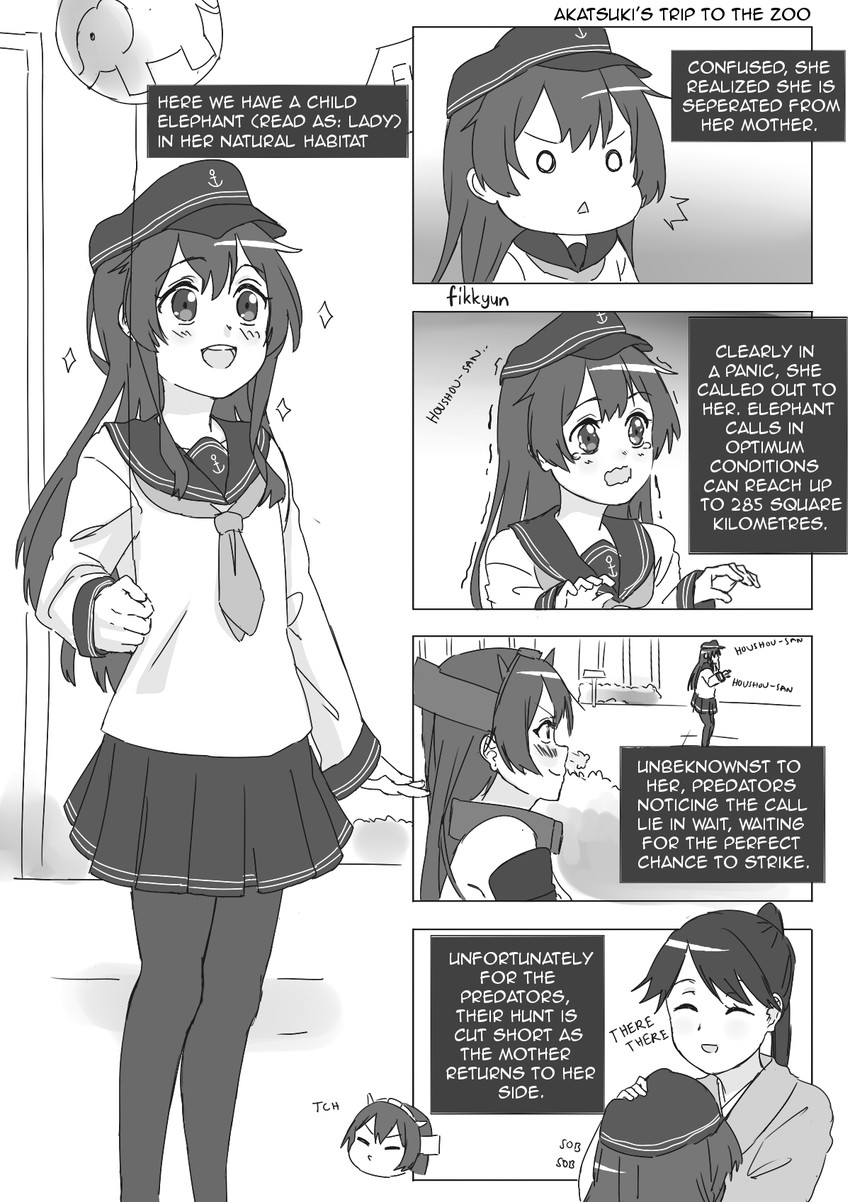 AKATSUKI'S TRIP TO THE ZOO
HERE WE HAVE A CHILD
ELEPHANT (READ AS: LADY)
IN HER NATURAL HABITAT
CONFUSED, SHE
REALIZED SHE IS
SEPERATED FROM
HER MOTHER.
fikkyun
HOUSHOU-SAN..
CLEARLY IN
A PANIC, SHE
CALLED OUT TO
HER. ELEPHANT
CALLS IN
OPTIMUM
CONDITIONS
CAN REACH UP
TO 285 SQUARE
KILOMETRES.
HOUSHOU-SAN
HOUSHOU-SAN
UNBEKNOWNST TO
HER, PREDATORS
NOTICING THE CALL
LIE IN WAIT, WAITING
FOR THE PERFECT
CHANCE TO STRIKE.
UNFORTUNATELY
FOR THE
PREDATORS,
THEIR HUNT IS
CUT SHORT AS
THE MOTHER
RETURNS TO HER
SIDE.
THERE
THERE
TCH
SOB
SOB